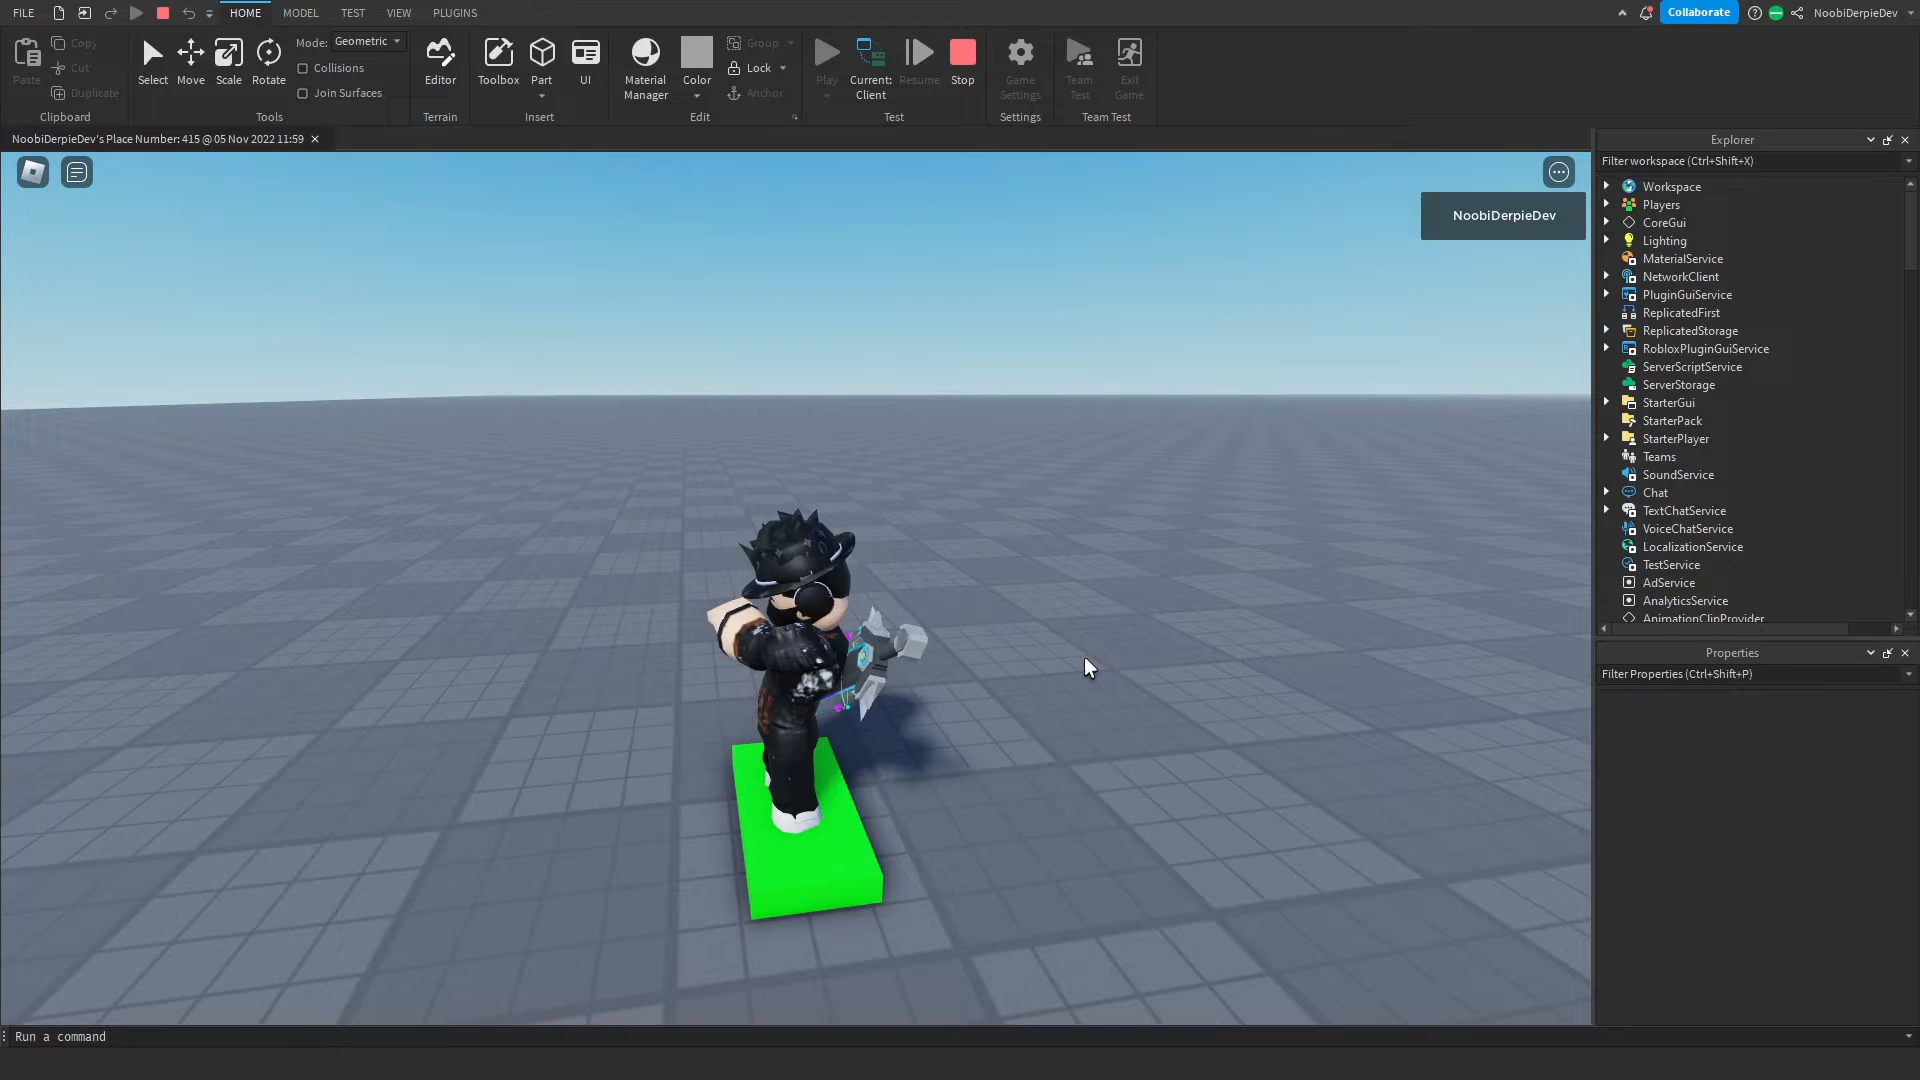 FILE HOME MODEL TEST VIEW PLUGINS Collaborate NoobiDerpieDev
Paste
Copy
Cut
Duplicate
Clipboard
Select Move Scale Rotate
Mode: Geometric
Collisions
Join Surfaces
Tools
Editor
Terrain
Toolbox Part UI
Insert
Material
Manager
Color
Group
Lock
Anchor
Edit
Play
Current:
Client
Resume
Stop
Test
Game
Settings
Settings
Team
Test
Exit
Game
Team Test
NoobiDerpieDev's Place Number: 415 @ 05 Nov 2022 11:59
NoobiDerpieDev
Explorer
Filter workspace (Ctrl+Shift+X)
Workspace
Players
CoreGui
Lighting
MaterialService
NetworkClient
PluginGuiService
ReplicatedFirst
ReplicatedStorage
RobloxPluginGuiService
ServerScriptService
ServerStorage
StarterGui
StarterPack
StarterPlayer
Teams
SoundService
Chat
TextChatService
VoiceChatService
LocalizationService
TestService
AdService
AnalyticsService
AnimationClipProvider
Properties
Filter Properties (Ctrl+Shift+P)
Run a command